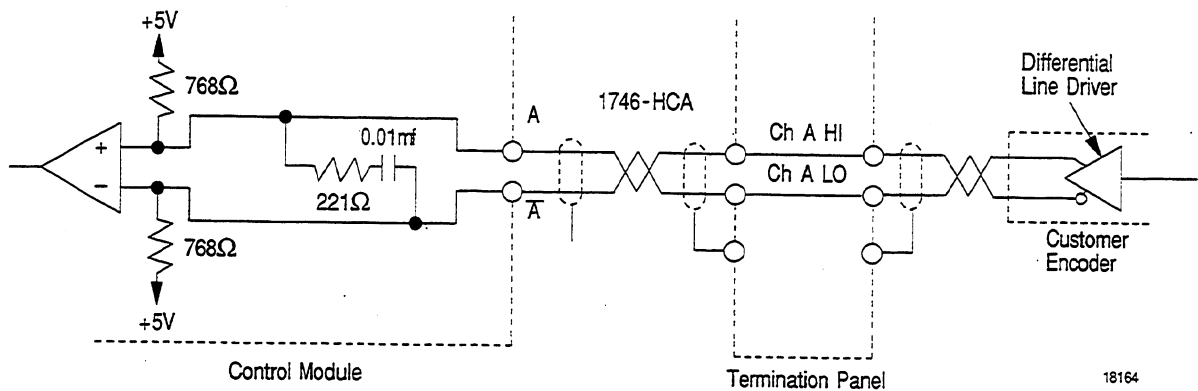 +5V
768Ω
0.01mf
221Ω
+
−
768Ω
+5V
Control Module
A
A̅
1746-HCA
Ch A HI
Ch A LO
Termination Panel
Differential
Line Driver
Customer
Encoder
18164